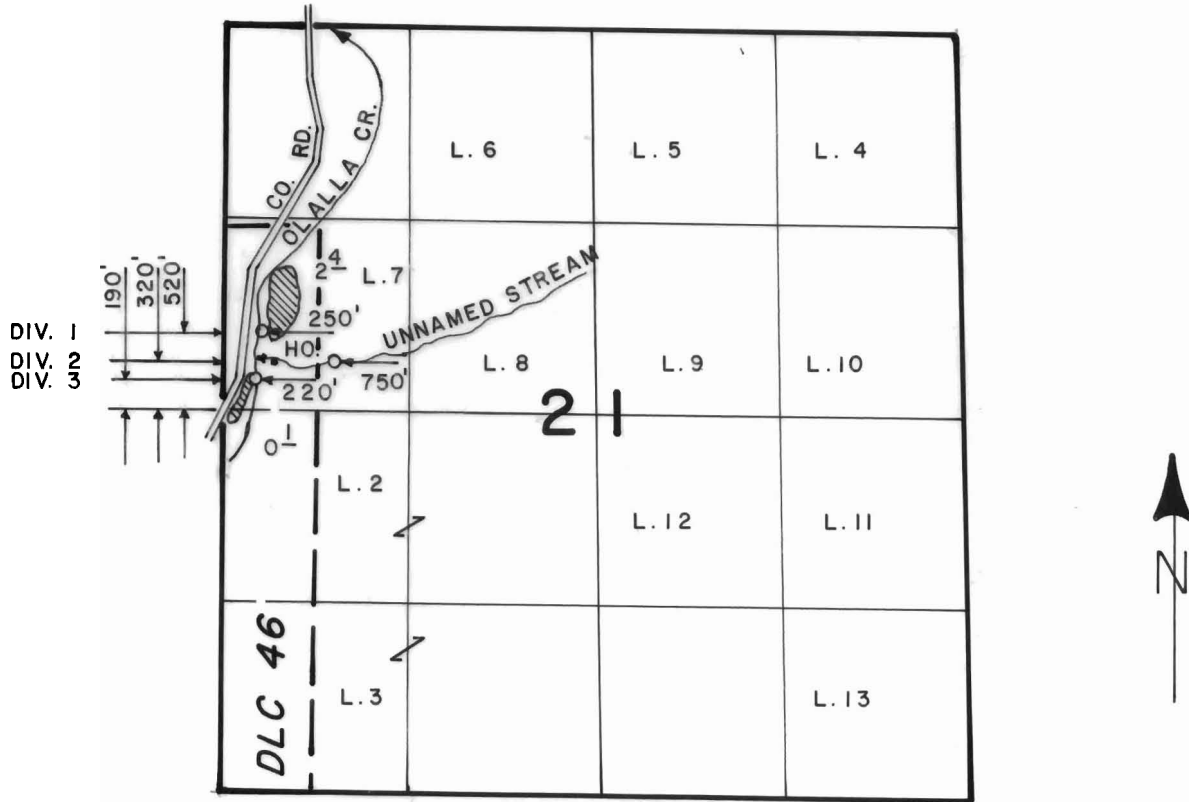 L. 6
L. 5
L. 4
CO. RD.
OLALLA CR.
2 4
L. 7
UNNAMED STREAM
190'
320'
520'
DIV. 1
DIV. 2
DIV. 3
250'
HO.
220'
750'
L. 8
L. 9
L. 10
21
0 1
L. 2
L. 12
L. 11
DLC 46
L. 3
L. 13
N